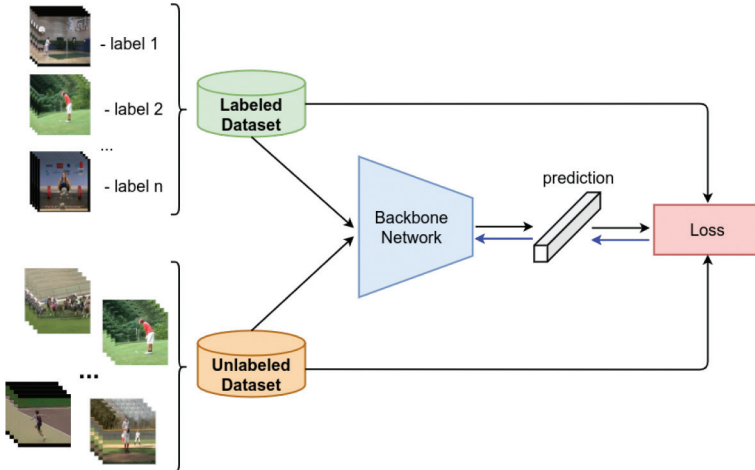 - label 1
- label 2
...
- label n
Labeled
Dataset
Backbone
Network
prediction
Loss
...
Unlabeled
Dataset